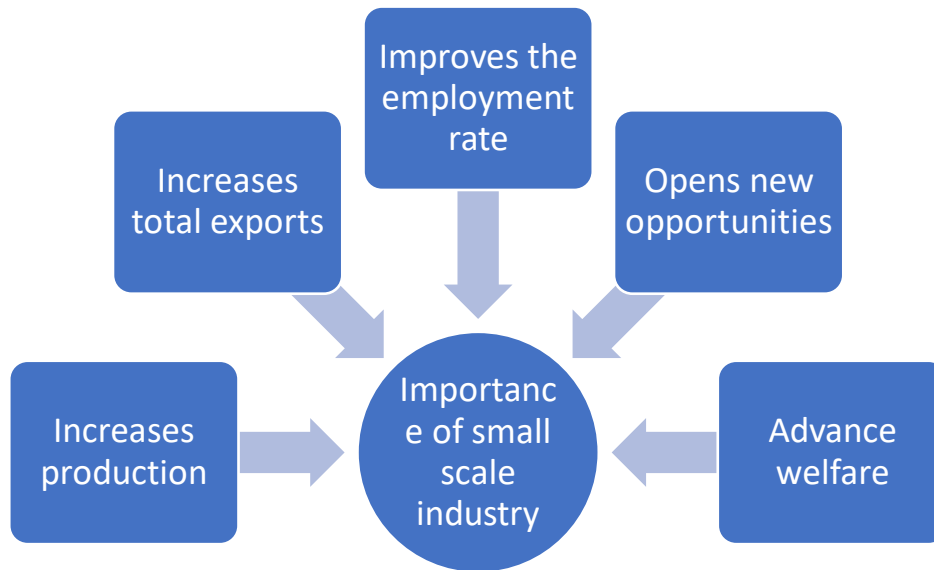 Improves the
employment
rate
Increases
total exports
Opens new
opportunities
Increases
production
Importanc
e of small
scale
industry
Advance
welfare